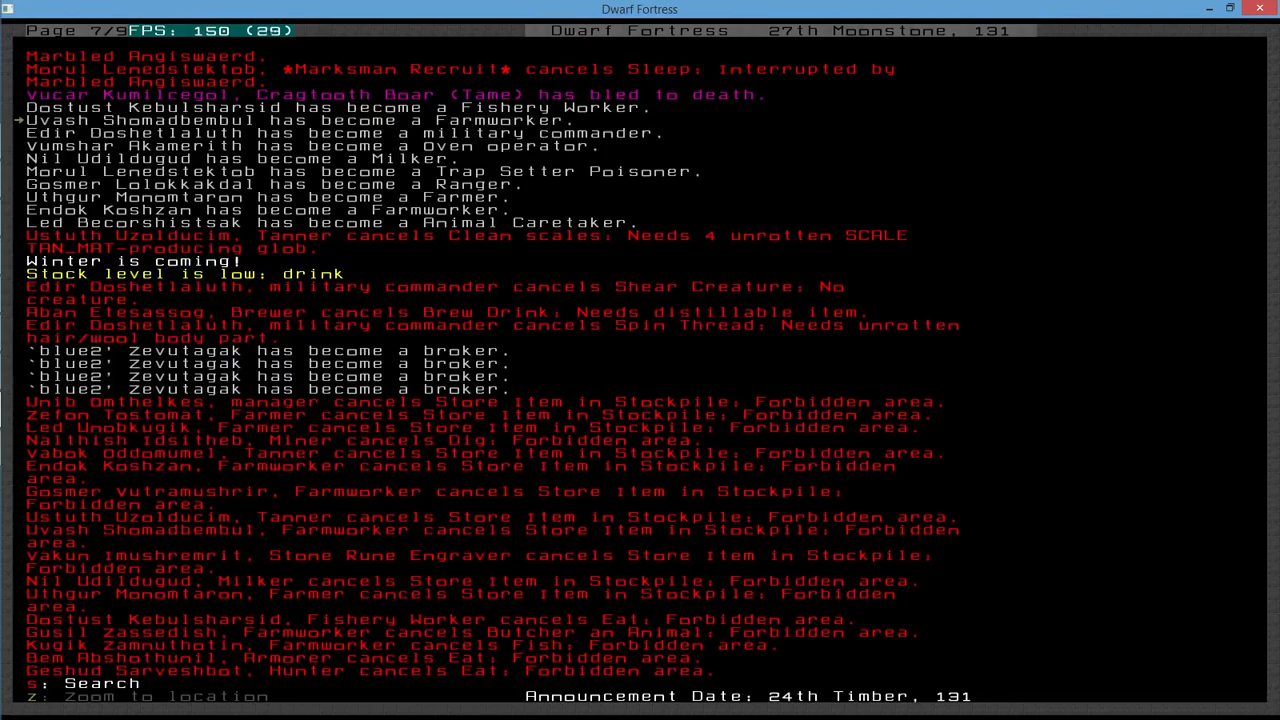 Dwarf Fortress
Page 7/9 FPS: 150 (29) Dwarf Fortress 27th Moonstone, 131
Marbled Angiswaerd.
Morul Lenedstektob, *Marksman Recruit* cancels Sleep: Interrupted by
Marbled Angiswaerd.
Vucar Kumilcegol, Cragtooth Boar (Tame) has bled to death.
Dostust Kebulsharsid has become a Fishery Worker.
Uvash Shomadbembul has become a Farmworker.
Edir Doshetlaluth has become a military commander.
Vumshar Akamerith has become a Oven operator.
Nil Udildugud has become a Milker.
Morul Lenedstektob has become a Trap Setter Poisoner.
Gosmer Lolokkakdal has become a Ranger.
Uthgur Monomtaron has become a Farmer.
Endok Koshzan has become a Farmworker.
Led Becorshistsak has become a Animal Caretaker.
Ustuth Uzolducim, Tanner cancels Clean scales: Needs 4 unrotten SCALE
TAN_MAT-producing glob.
Winter is coming!
Stock level is low: drink
Edir Doshetlaluth, military commander cancels Shear Creature: No
creature.
Aban Etesassog, Brewer cancels Brew Drink: Needs distillable item.
Edir Doshetlaluth, military commander cancels Spin Thread: Needs unrotten
hair/wool body part.
`blue2' Zevutagak has become a broker.
`blue2' Zevutagak has become a broker.
`blue2' Zevutagak has become a broker.
`blue2' Zevutagak has become a broker.
Unib Omthelkes, manager cancels Store Item in Stockpile: Forbidden area.
Zefon Tostomat, Farmer cancels Store Item in Stockpile: Forbidden area.
Led Unobkugik, Farmer cancels Store Item in Stockpile: Forbidden area.
Nalthish Idsitheb, Miner cancels Dig: Forbidden area.
Vabok Oddomumel, Tanner cancels Store Item in Stockpile: Forbidden area.
Endok Koshzan, Farmworker cancels Store Item in Stockpile: Forbidden
area.
Gosmer Vutramushrir, Farmworker cancels Store Item in Stockpile:
Forbidden area.
Ustuth Uzolducim, Tanner cancels Store Item in Stockpile: Forbidden area.
Uvash Shomadbembul, Farmworker cancels Store Item in Stockpile: Forbidden
area.
Vakun Imushremrit, Stone Rune Engraver cancels Store Item in Stockpile:
Forbidden area.
Nil Udildugud, Milker cancels Store Item in Stockpile: Forbidden area.
Uthgur Monomtaron, Farmer cancels Store Item in Stockpile: Forbidden
area.
Dostust Kebulsharsid, Fishery Worker cancels Eat: Forbidden area.
Gusil Zassedish, Farmworker cancels Butcher an Animal: Forbidden area.
Kugik Zamnuthotin, Farmworker cancels Fish: Forbidden area.
Bem Abshothunil, Armorer cancels Eat: Forbidden area.
Geshud Sarveshbot, Hunter cancels Eat: Forbidden area.
s: Search
z: Zoom to location Announcement Date: 24th Timber, 131